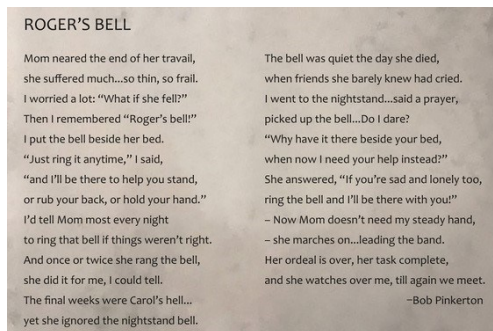 ROGER'S BELL
Mom neared the end of her travail,
she suffered much...so thin, so frail.
I worried a lot: “What if she fell?”
Then I remembered “Roger's bell!”
I put the bell beside her bed.
“Just ring it anytime,” I said,
“and I'll be there to help you stand,
or rub your back, or hold your hand.”
I'd tell Mom most every night
to ring that bell if things weren't right.
And once or twice she rang the bell,
she did it for me, I could tell.
The final weeks were Carol's hell...
yet she ignored the nightstand bell.
The bell was quiet the day she died,
when friends she barely knew had cried.
I went to the nightstand...said a prayer,
picked up the bell...Do I dare?
“Why have it there beside your bed,
when now I need your help instead?”
She answered, “If you're sad and lonely too,
ring the bell and I'll be there with you!”
– Now Mom doesn't need my steady hand,
– she marches on...leading the band.
Her ordeal is over, her task complete,
and she watches over me, till again we meet.
~Bob Pinkerton